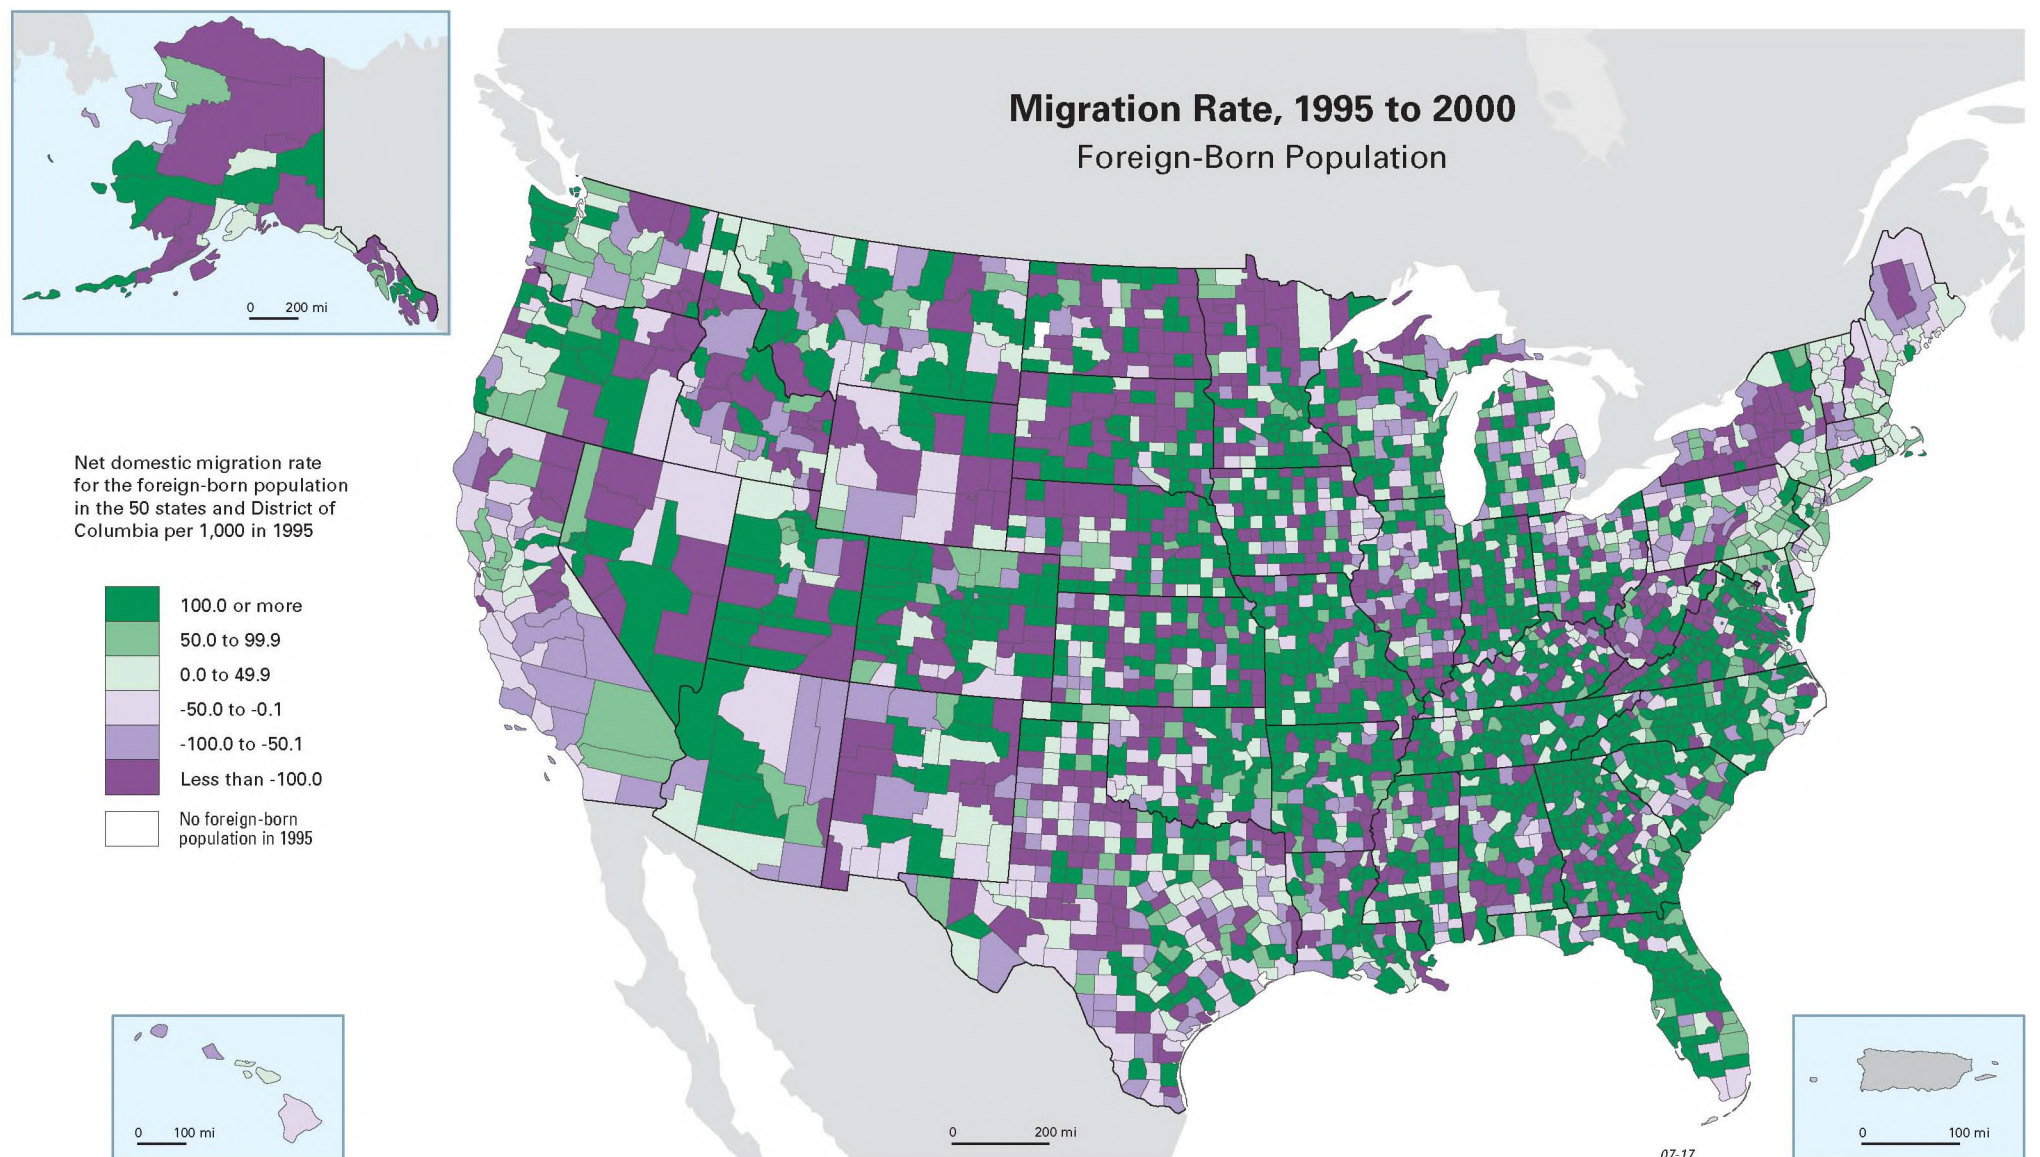 Migration Rate, 1995 to 2000
Foreign-Born Population
0 200 mi
Net domestic migration rate
for the foreign-born population
in the 50 states and District of
Columbia per 1,000 in 1995
100.0 or more
50.0 to 99.9
0.0 to 49.9
-50.0 to -0.1
-100.0 to -50.1
Less than -100.0
No foreign-born
population in 1995
0 100 mi
0 200 mi
0 100 mi
07-17